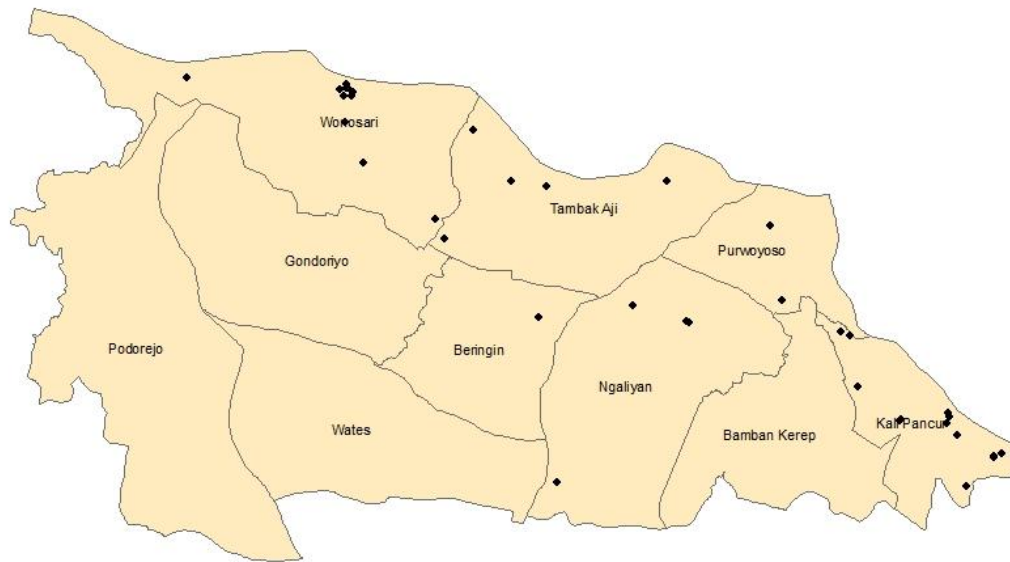 Wonosari
Tambak Aji
Purwoyoso
Gondoriyo
Podorejo
Beringin
Ngaliyan
Wates
Bamban Kerep
Kali Pancur